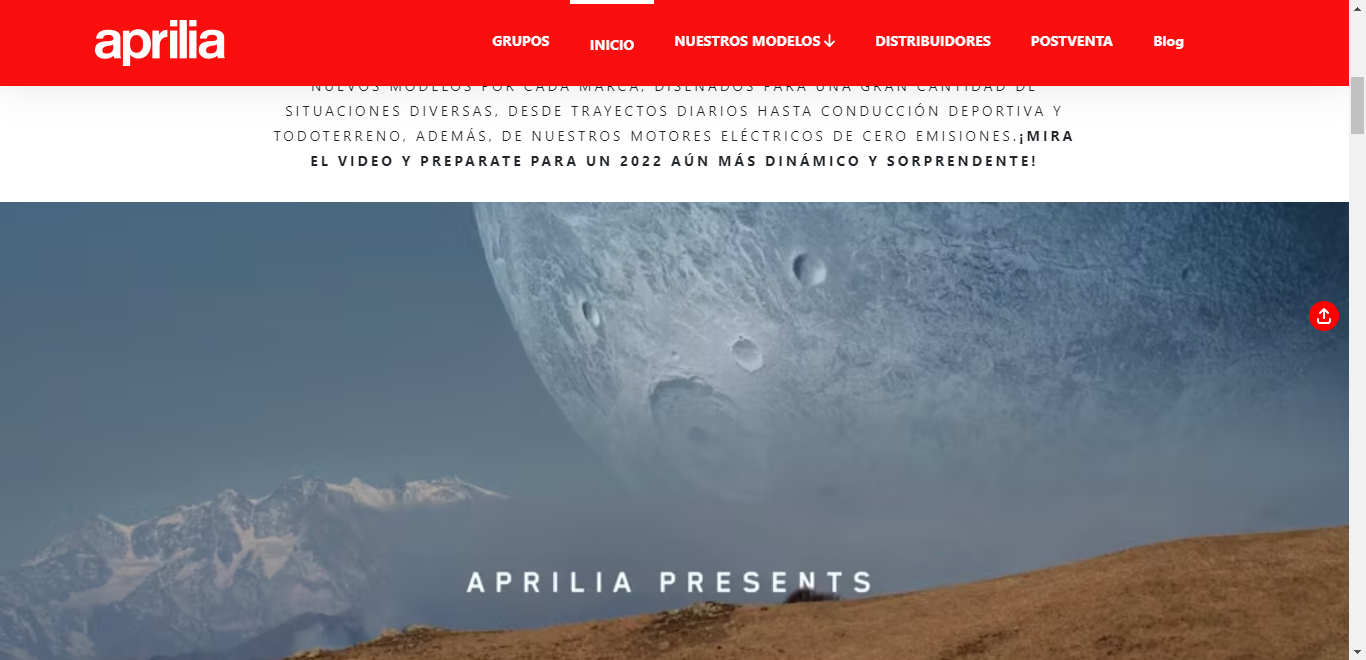 aprilia
GRUPOS
INICIO
NUESTROS MODELOS
DISTRIBUIDORES
POSTVENTA
Blog
NUEVOS MODELOS POR CADA MARCA, DISEÑADOS PARA UNA GRAN CANTIDAD DE
SITUACIONES DIVERSAS, DESDE TRAYECTOS DIARIOS HASTA CONDUCCIÓN DEPORTIVA Y
TODOTERRENO, ADEMÁS, DE NUESTROS MOTORES ELÉCTRICOS DE CERO EMISIONES.¡MIRA
EL VIDEO Y PREPARATE PARA UN 2022 AÚN MÁS DINÁMICO Y SORPRENDENTE!
APRILIA PRESENTS